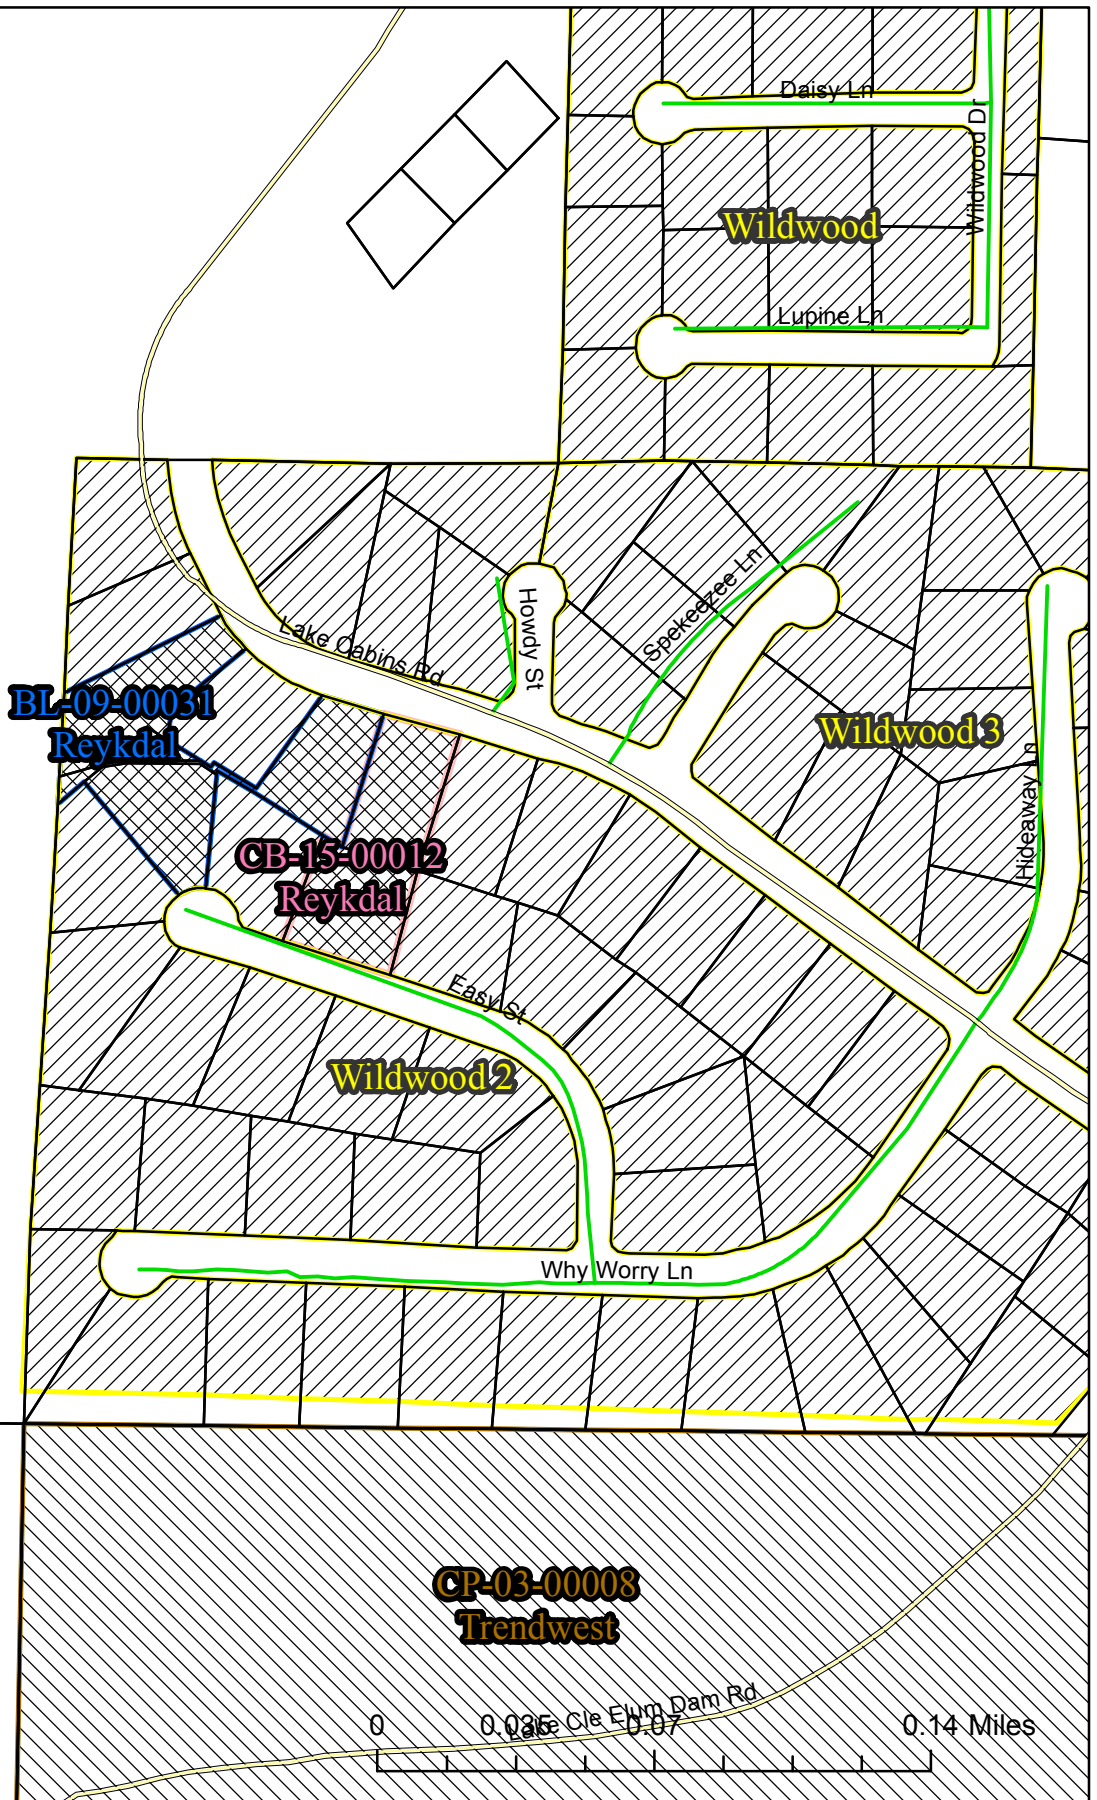 Daisy Ln
Wildwood Dr
Wildwood
Lupine Ln
Spekeezee Ln
Howdy St
Lake Cabins Rd
BL-09-00031
Reykdal
Wildwood 3
Hideaway Ln
CB-15-00012
Reykdal
Easy St
Wildwood 2
Why Worry Ln
CP-03-00008
Trendwest
Lake Cle Elum Dam Rd
0 0.035 0.07 0.14 Miles